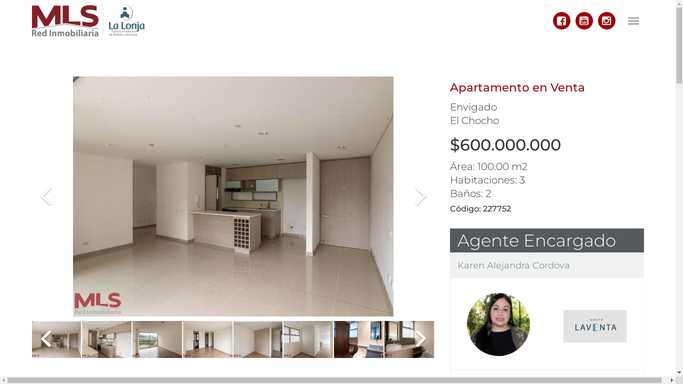 MLS
Red Inmobiliaria
La Lonja
Apartamento en Venta
Envigado
El Chocho
$600.000.000
Área: 100.00 m2
Habitaciones: 3
Baños: 2
Código: 227752
MLS
Red Inmobiliaria
Agente Encargado
Karen Alejandra Cordova
GRUPO
LAVENTA